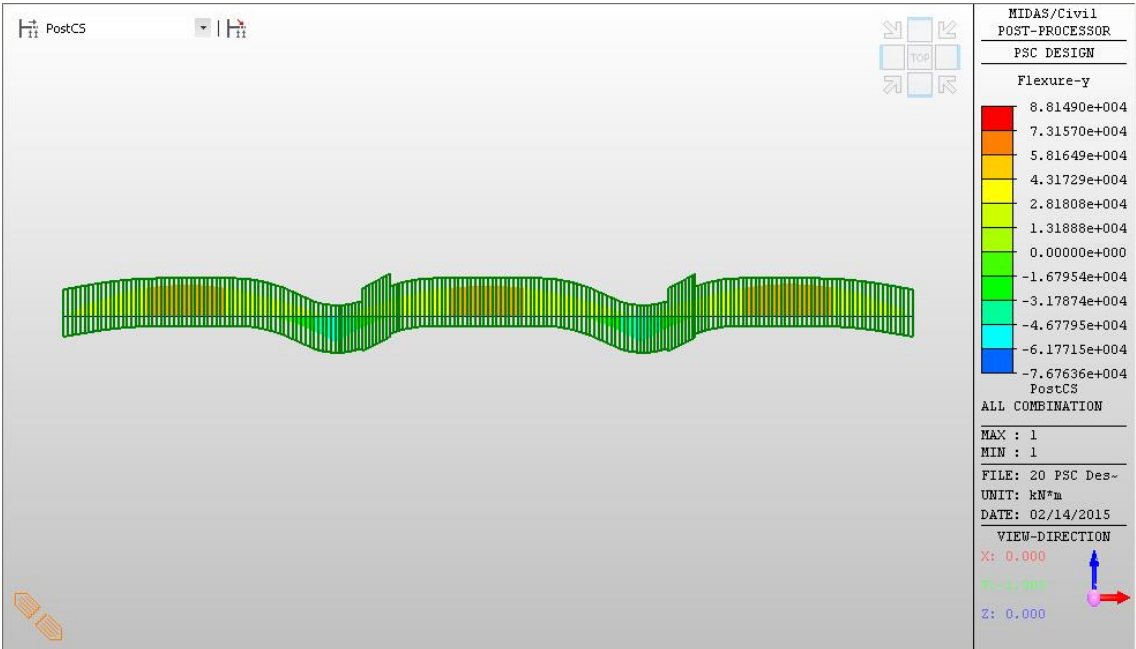 PostCS
TOP
MIDAS/Civil
POST-PROCESSOR
PSC DESIGN
Flexure-y
8.81490e+004
7.31570e+004
5.81649e+004
4.31729e+004
2.81808e+004
1.31888e+004
0.00000e+000
-1.67954e+004
-3.17874e+004
-4.67795e+004
-6.17715e+004
-7.67636e+004
PostCS
ALL COMBINATION
MAX : 1
MIN : 1
FILE: 20 PSC Des~
UNIT: kN*m
DATE: 02/14/2015
VIEW-DIRECTION
X: 0.000
Z: 0.000